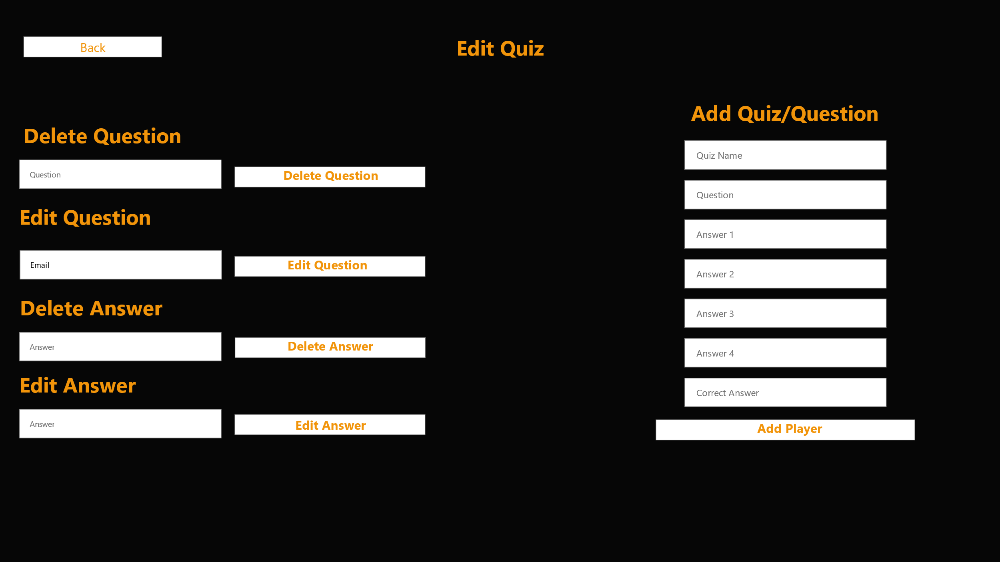 Back
Edit Quiz
Delete Question
Question
Delete Question
Edit Question
Email
Edit Question
Delete Answer
Answer
Delete Answer
Edit Answer
Answer
Edit Answer
Add Quiz/Question
Quiz Name
Question
Answer 1
Answer 2
Answer 3
Answer 4
Correct Answer
Add Player